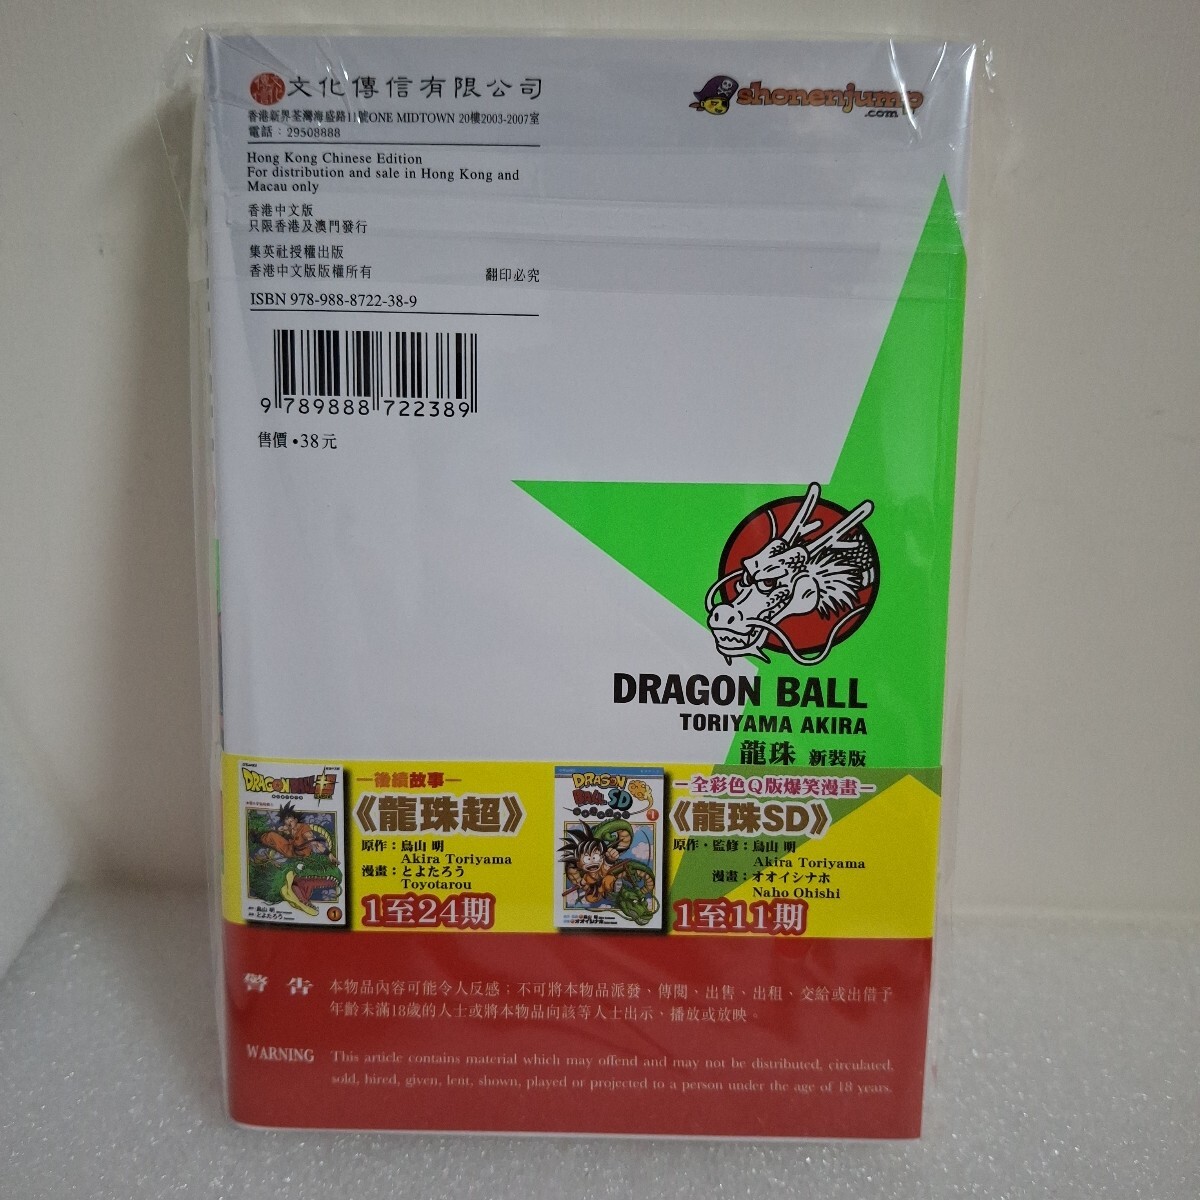 文化傳信有限公司
香港新界荃灣海盛路11號ONE MIDTOWN 20樓2003-2007室
電話：29508888
Hong Kong Chinese Edition
For distribution and sale in Hong Kong and
Macau only
香港中文版
只限香港及澳門發行
集英社授權出版
香港中文版版權所有 翻印必究
ISBN 978-988-8722-38-9
9 789888 722389
售價•38元
shonenjump
.com
DRAGON BALL
TORIYAMA AKIRA
龍珠 新裝版
DRAGON BALL超
1
—後續故事—
《龍珠超》
原作：鳥山 明
Akira Toriyama
漫畫：とよたろう
Toyotarou
1至24期
DRAGON
BALL SD
1
—全彩色Q版爆笑漫畫—
《龍珠SD》
原作・監修：鳥山 明
Akira Toriyama
漫畫：オオイシナホ
Naho Ohishi
1至11期
警告 本物品內容可能令人反感；不可將本物品派發、傳閱、出售、出租、交給或出借予
年齡未滿18歲的人士或將本物品向該等人士出示、播放或放映。
WARNING This article contains material which may offend and may not be distributed, circulated,
sold, hired, given, lent, shown, played or projected to a person under the age of 18 years.